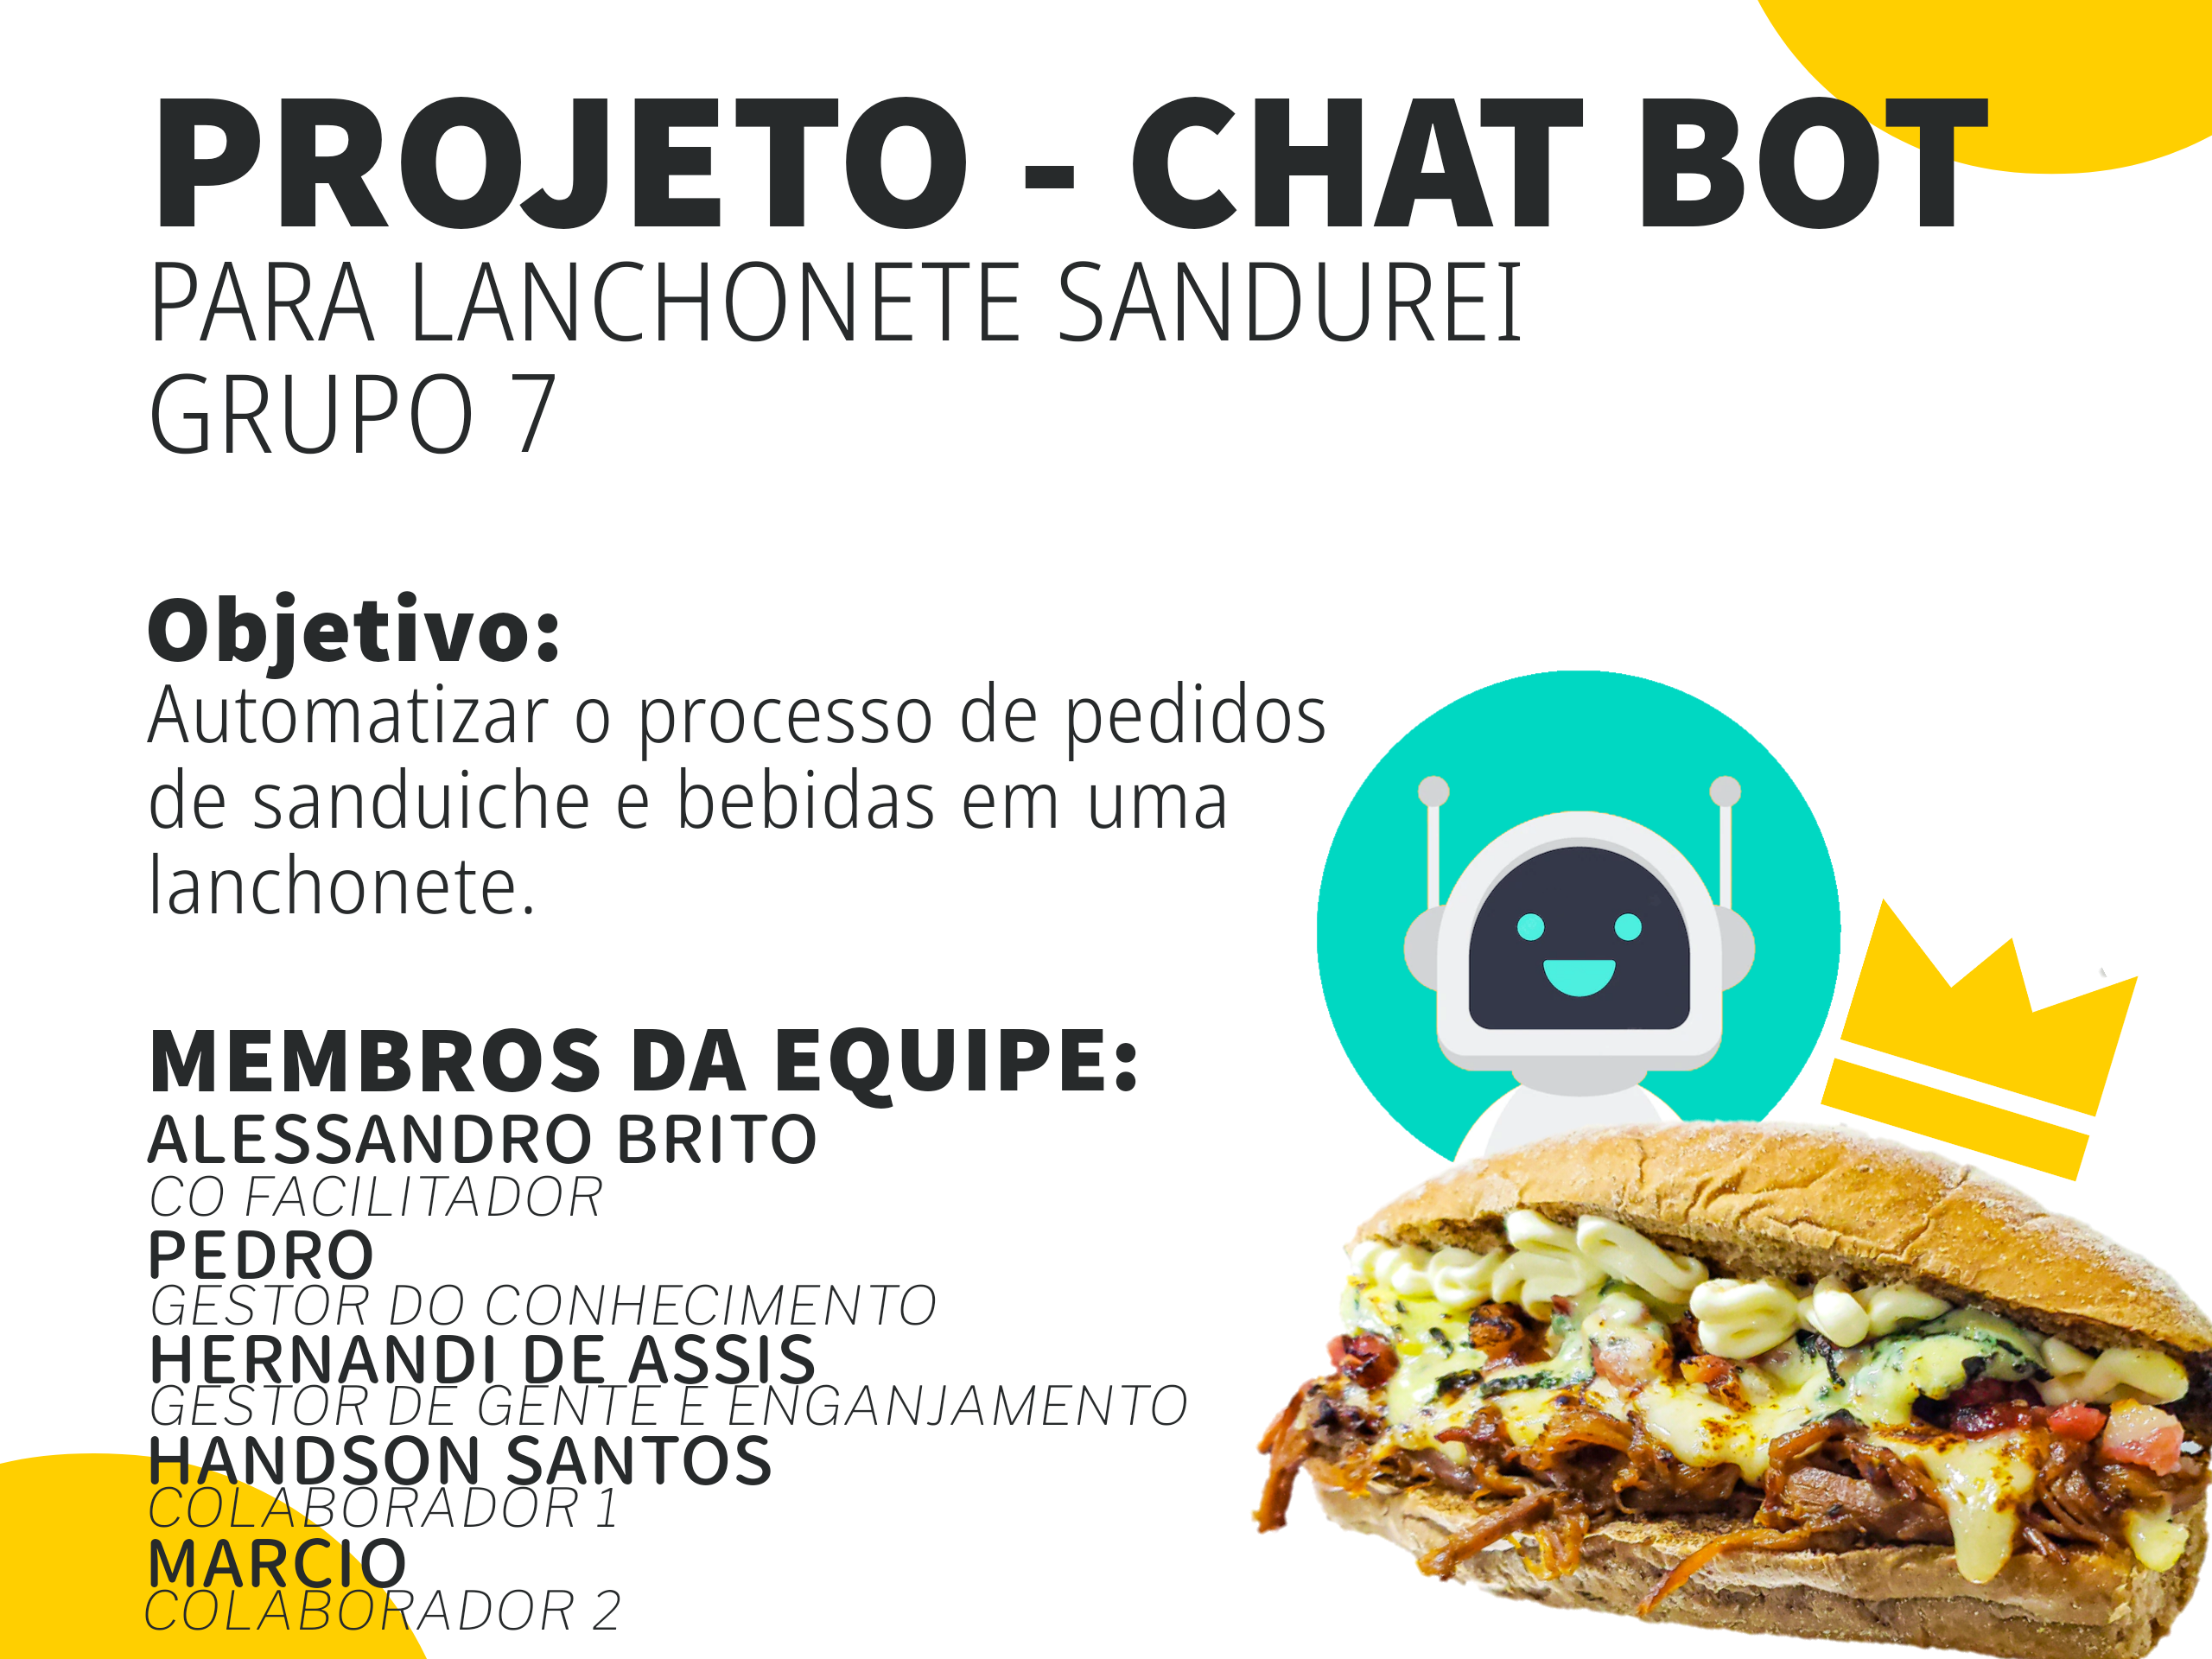 PROJETO - CHAT BOT
PARA LANCHONETE SANDUREI
GRUPO 7
Objetivo:
Automatizar o processo de pedidos
de sanduiche e bebidas em uma
lanchonete.
MEMBROS DA EQUIPE:
ALESSANDRO BRITO
CO FACILITADOR
PEDRO
GESTOR DO CONHECIMENTO
HERNANDI DE ASSIS
GESTOR DE GENTE E ENGANJAMENTO
HANDSON SANTOS
COLABORADOR 1
MARCIO
COLABORADOR 2